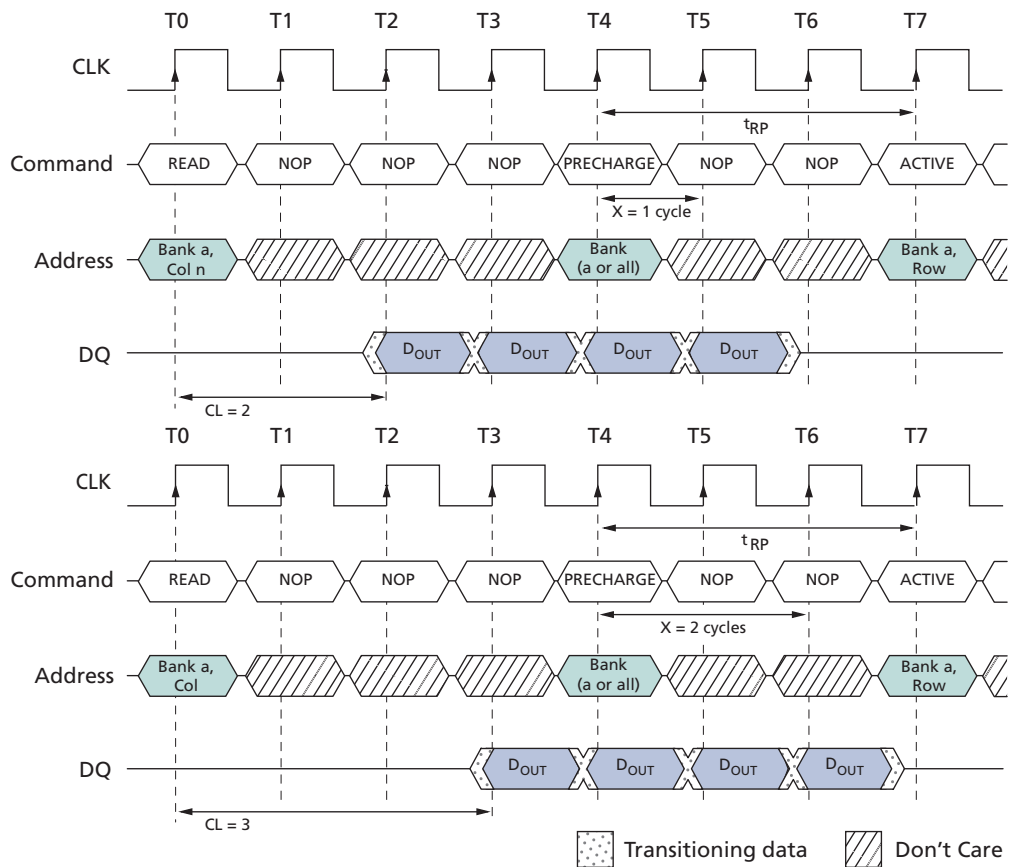 T0 T1 T2 T3 T4 T5 T6 T7
CLK
tRP
Command READ NOP NOP NOP PRECHARGE NOP NOP ACTIVE
X = 1 cycle
Address Bank a, Col n Bank (a or all) Bank a, Row
DQ DOUT DOUT DOUT DOUT
CL = 2
T0 T1 T2 T3 T4 T5 T6 T7
CLK
tRP
Command READ NOP NOP NOP PRECHARGE NOP NOP ACTIVE
X = 2 cycles
Address Bank a, Col Bank (a or all) Bank a, Row
DQ DOUT DOUT DOUT DOUT
CL = 3
Transitioning data Don't Care